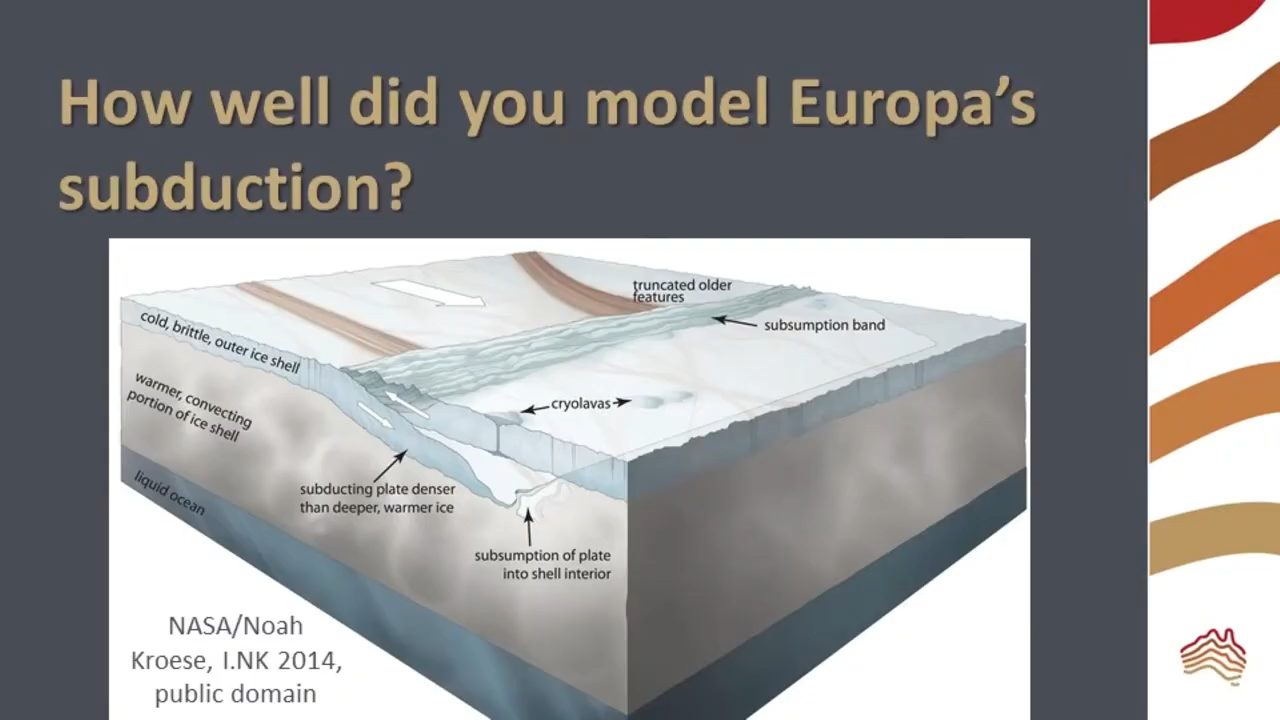 How well did you model Europa’s
subduction?
truncated older
features
subsumption band
cold, brittle, outer ice shell
warmer, convecting
portion of ice shell
cryolavas
liquid ocean
subducting plate denser
than deeper, warmer ice
subsumption of plate
into shell interior
NASA/Noah
Kroese, I.NK 2014,
public domain